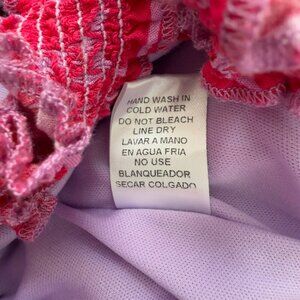 HAND WASH IN
COLD WATER
DO NOT BLEACH
LINE DRY
LAVAR A MANO
EN AGUA FRIA
NO USE
BLANQUEADOR
SECAR COLGADO